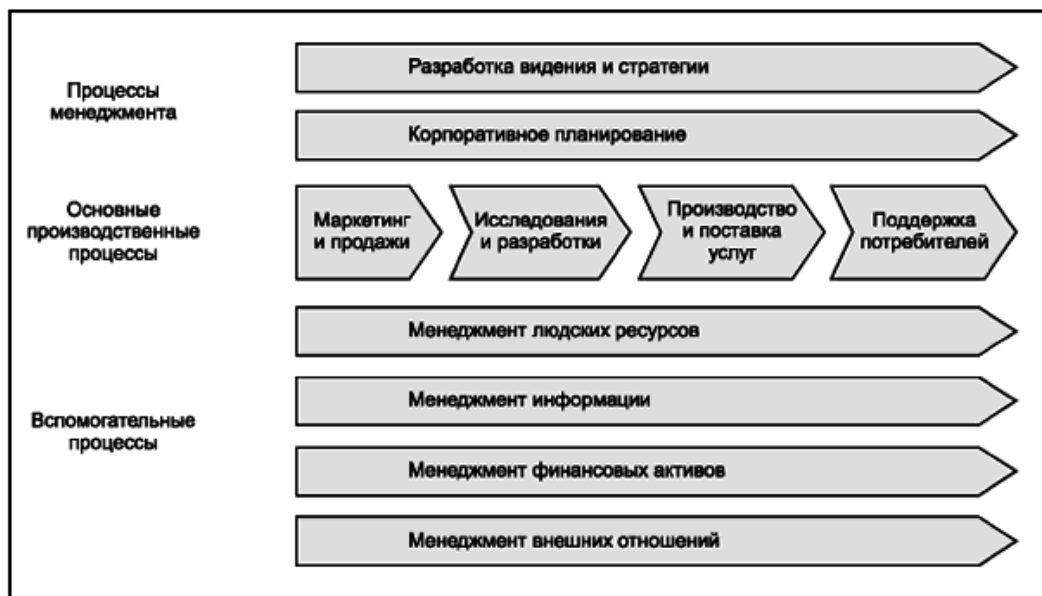 Процессы
менеджмента
Разработка видения и стратегии
Корпоративное планирование
Основные
производственные
процессы
Маркетинг
и продажи
Исследования
и разработки
Производство
и поставка
услуг
Поддержка
потребителей
Вспомогательные
процессы
Менеджмент людских ресурсов
Менеджмент информации
Менеджмент финансовых активов
Менеджмент внешних отношений